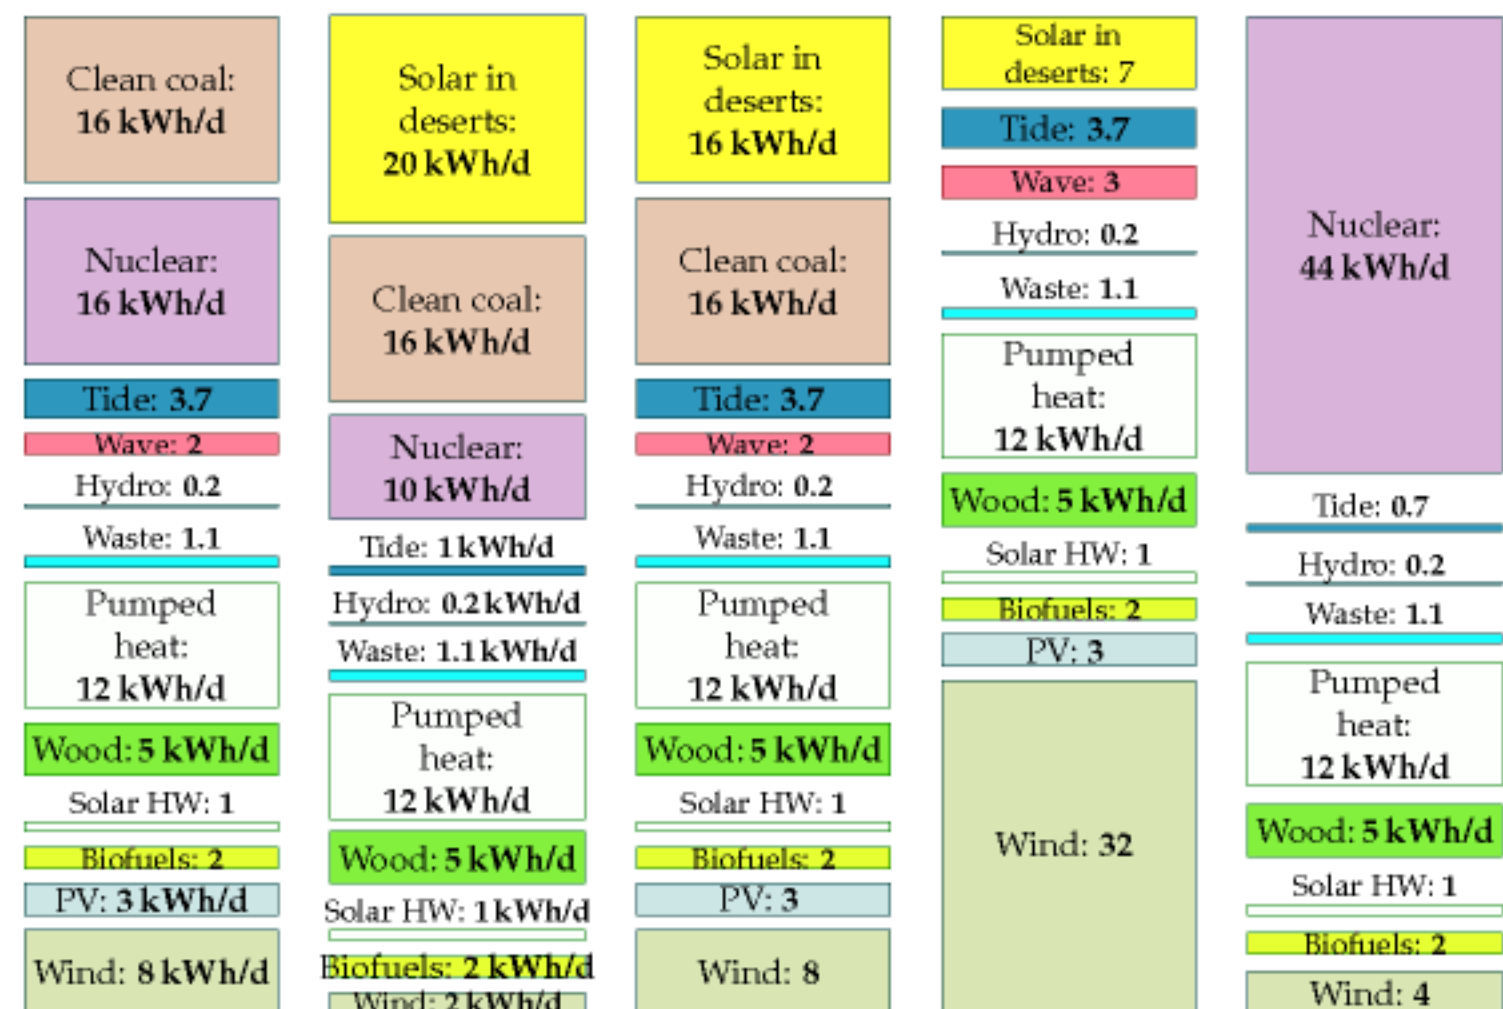 Clean coal:
16 kWh/d
Nuclear:
16 kWh/d
Tide: 3.7
Wave: 2
Hydro: 0.2
Waste: 1.1
Pumped
heat:
12 kWh/d
Wood: 5 kWh/d
Solar HW: 1
Biofuels: 2
PV: 3 kWh/d
Wind: 8 kWh/d
Solar in
deserts:
20 kWh/d
Clean coal:
16 kWh/d
Nuclear:
10 kWh/d
Tide: 1 kWh/d
Hydro: 0.2 kWh/d
Waste: 1.1 kWh/d
Pumped
heat:
12 kWh/d
Wood: 5 kWh/d
Solar HW: 1 kWh/d
Biofuels: 2 kWh/d
Wind: 2 kWh/d
Solar in
deserts:
16 kWh/d
Clean coal:
16 kWh/d
Tide: 3.7
Wave: 2
Hydro: 0.2
Waste: 1.1
Pumped
heat:
12 kWh/d
Wood: 5 kWh/d
Solar HW: 1
Biofuels: 2
PV: 3
Wind: 8
Solar in
deserts: 7
Tide: 3.7
Wave: 3
Hydro: 0.2
Waste: 1.1
Pumped
heat:
12 kWh/d
Wood: 5 kWh/d
Solar HW: 1
Biofuels: 2
PV: 3
Wind: 32
Nuclear:
44 kWh/d
Tide: 0.7
Hydro: 0.2
Waste: 1.1
Pumped
heat:
12 kWh/d
Wood: 5 kWh/d
Solar HW: 1
Biofuels: 2
Wind: 4